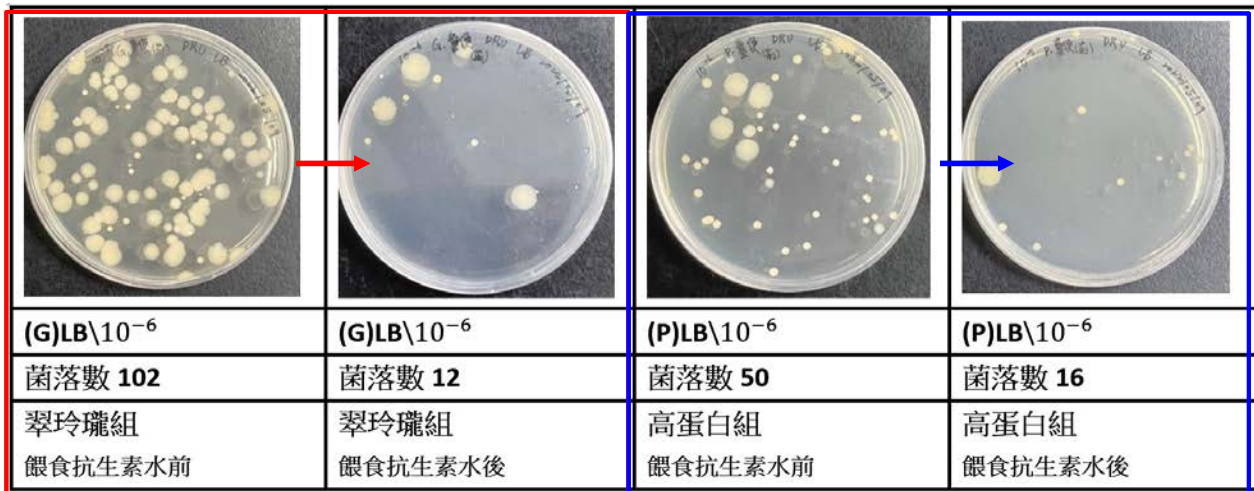 (G)LB\10⁻⁶
(G)LB\10⁻⁶
(P)LB\10⁻⁶
(P)LB\10⁻⁶
菌落數 102
菌落數 12
菌落數 50
菌落數 16
翠玲瓏組
餵食抗生素水前
翠玲瓏組
餵食抗生素水後
高蛋白組
餵食抗生素水前
高蛋白組
餵食抗生素水後